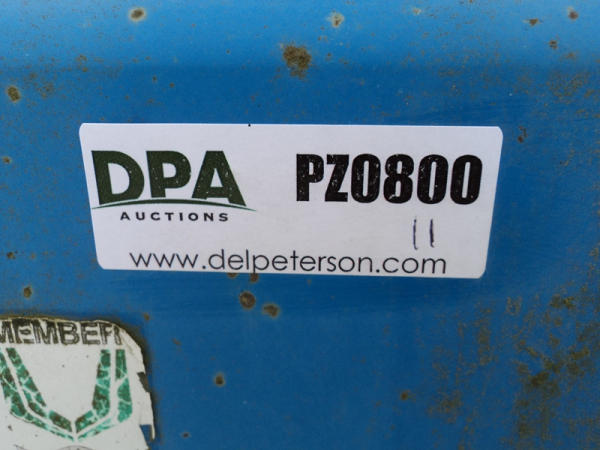 DPA
AUCTIONS
PZ0800
11
www.delpeterson.com
MEMBER